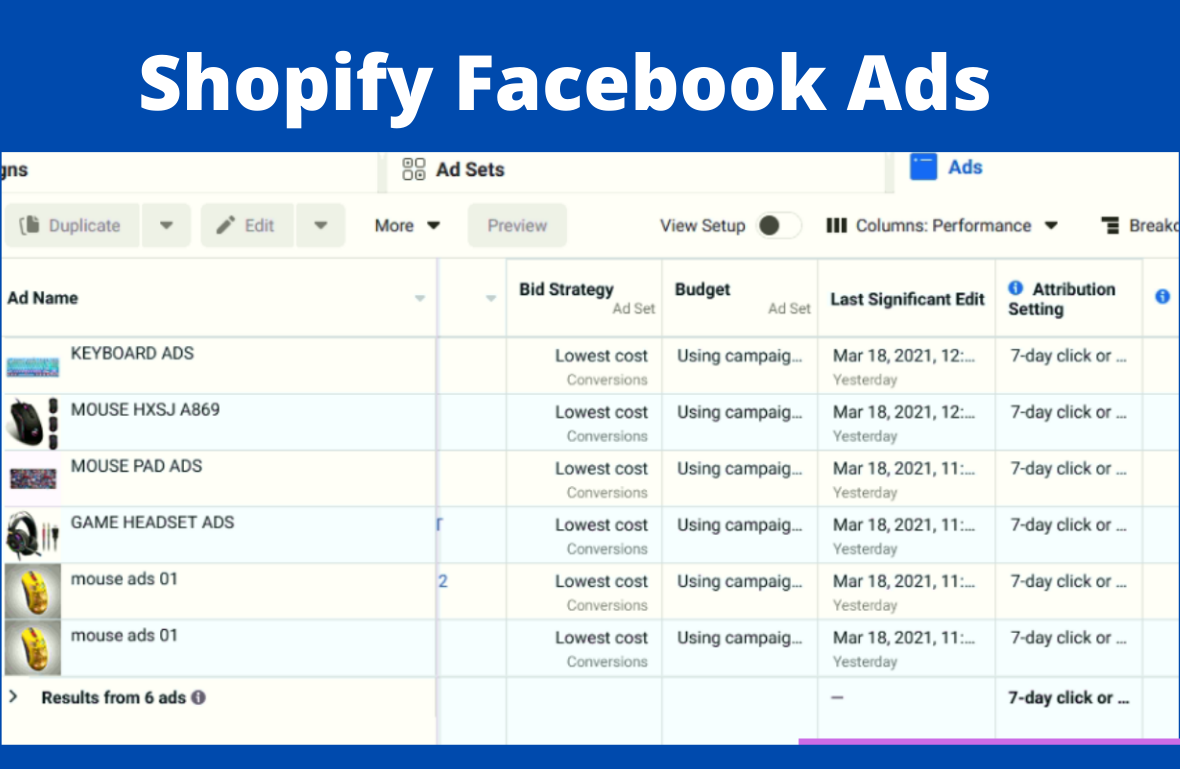 Shopify Facebook Ads
gns
Ad Sets
Ads
Duplicate
Edit
More
Preview
View Setup
Columns: Performance
Breakd
Ad Name
Bid Strategy
Ad Set
Budget
Ad Set
Last Significant Edit
Attribution
Setting
KEYBOARD ADS
Lowest cost
Conversions
Using campaig...
Mar 18, 2021, 12:...
Yesterday
7-day click or ...
MOUSE HXSJ A869
Lowest cost
Conversions
Using campaig...
Mar 18, 2021, 12:...
Yesterday
7-day click or ...
MOUSE PAD ADS
Lowest cost
Conversions
Using campaig...
Mar 18, 2021, 11:...
Yesterday
7-day click or ...
GAME HEADSET ADS
Lowest cost
Conversions
Using campaig...
Mar 18, 2021, 11:...
Yesterday
7-day click or ...
mouse ads 01
2
Lowest cost
Conversions
Using campaig...
Mar 18, 2021, 11:...
Yesterday
7-day click or ...
mouse ads 01
Lowest cost
Conversions
Using campaig...
Mar 18, 2021, 11:...
Yesterday
7-day click or ...
Results from 6 ads
—
7-day click or ...